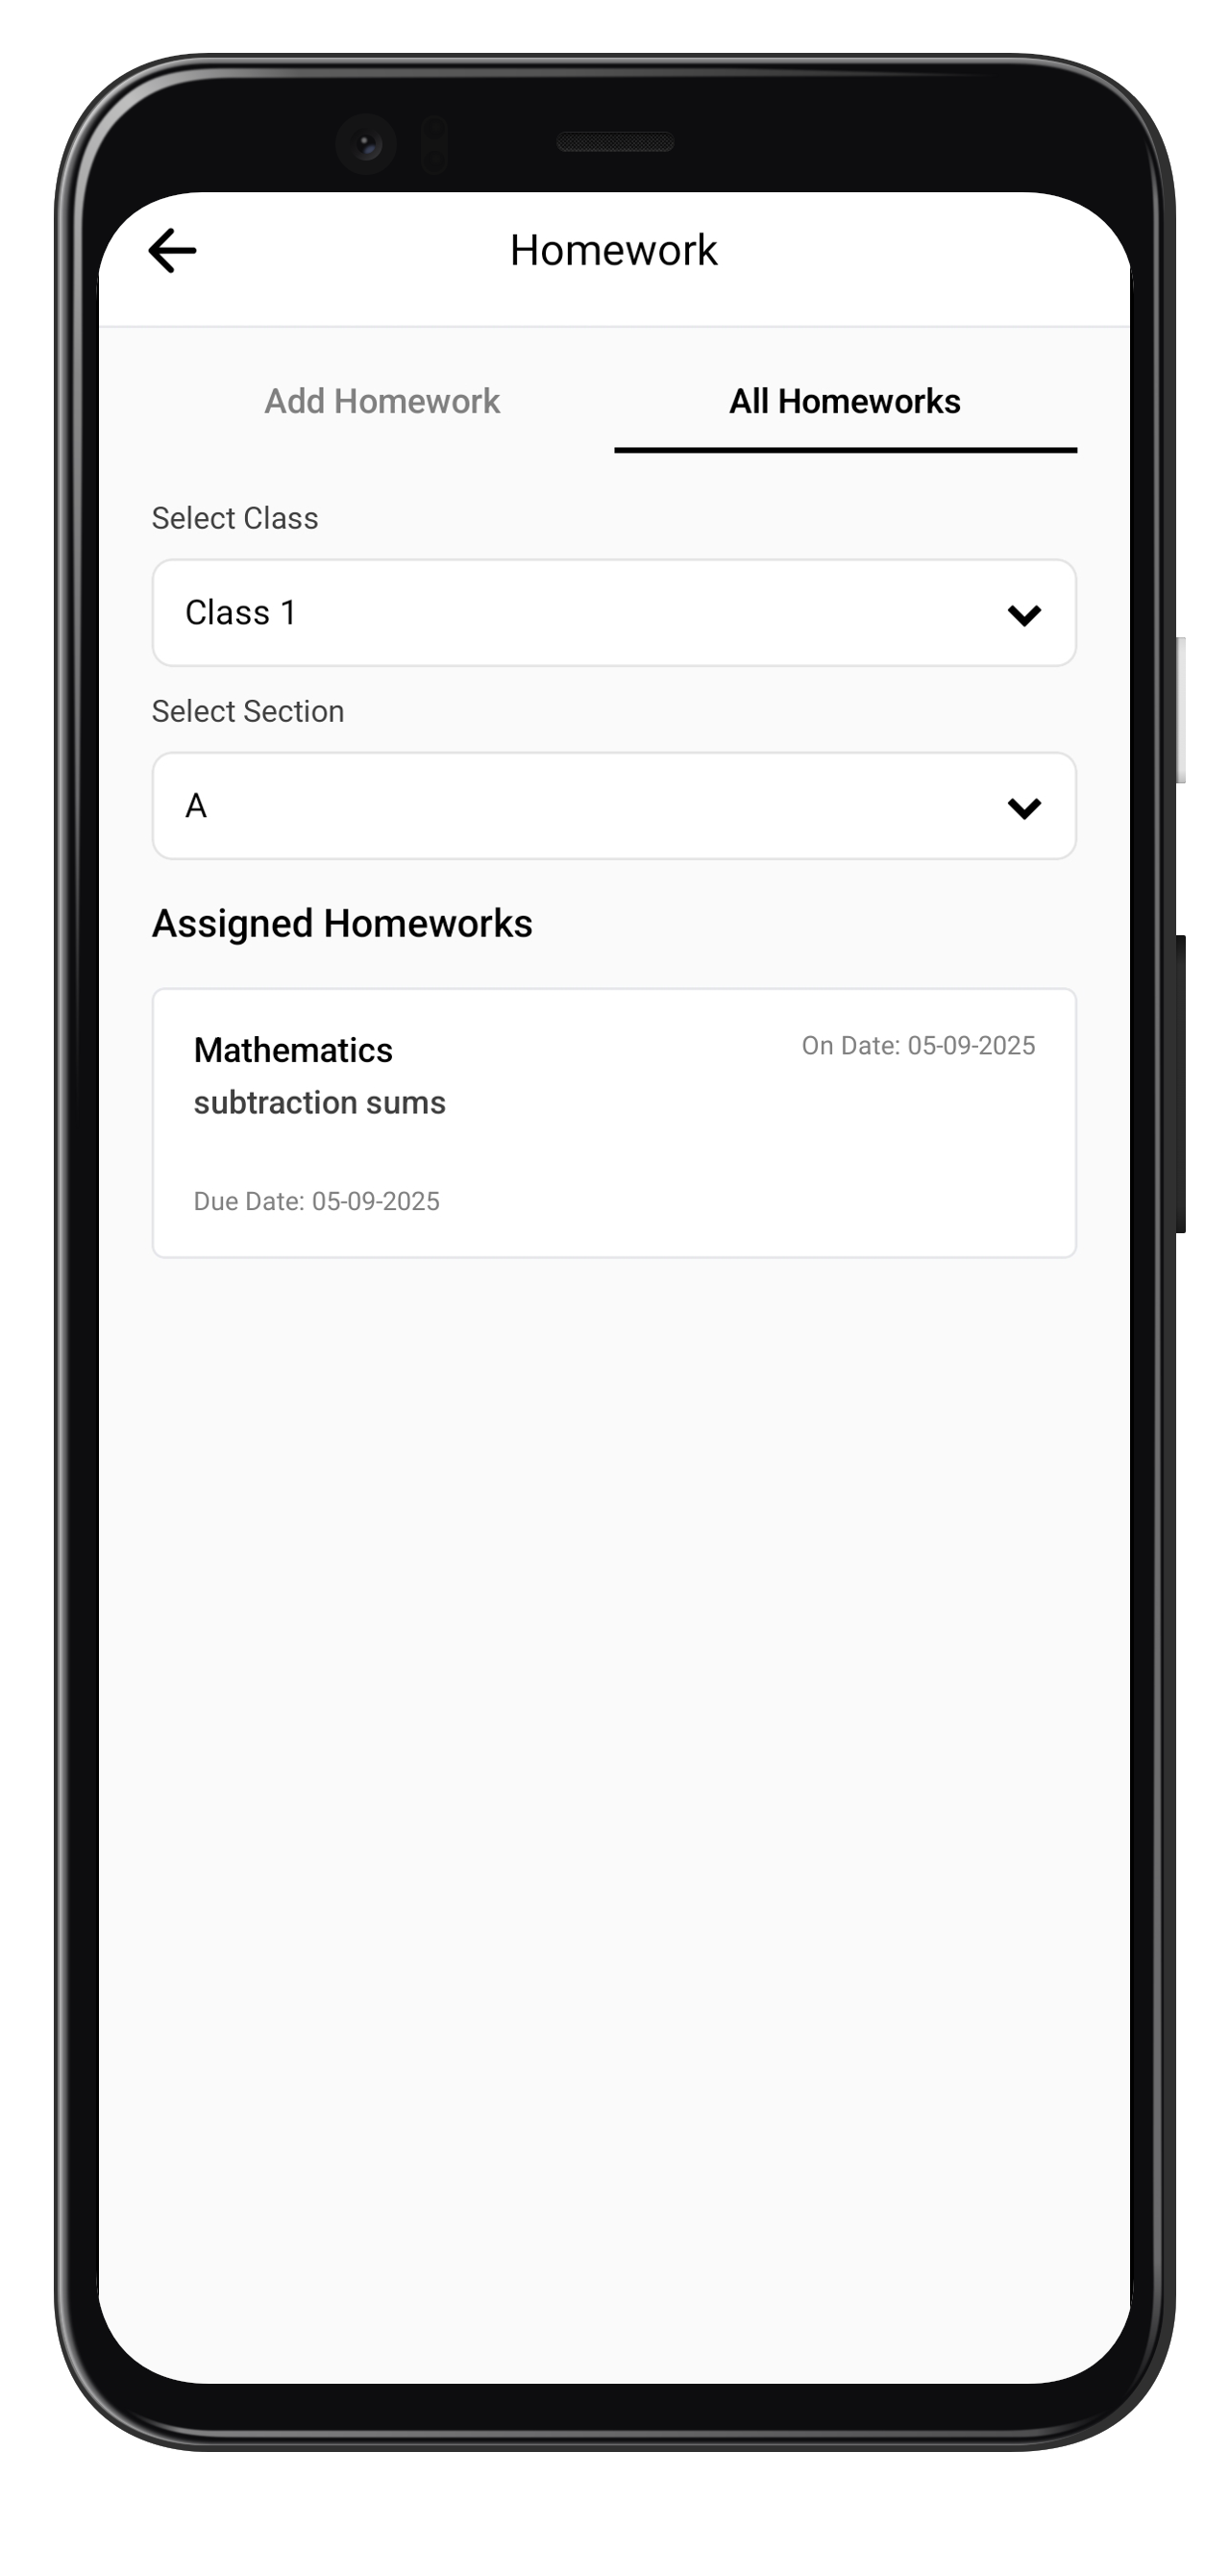 Homework
Add Homework All Homeworks
Select Class
Class 1
Select Section
A
Assigned Homeworks
Mathematics On Date: 05-09-2025
subtraction sums
Due Date: 05-09-2025